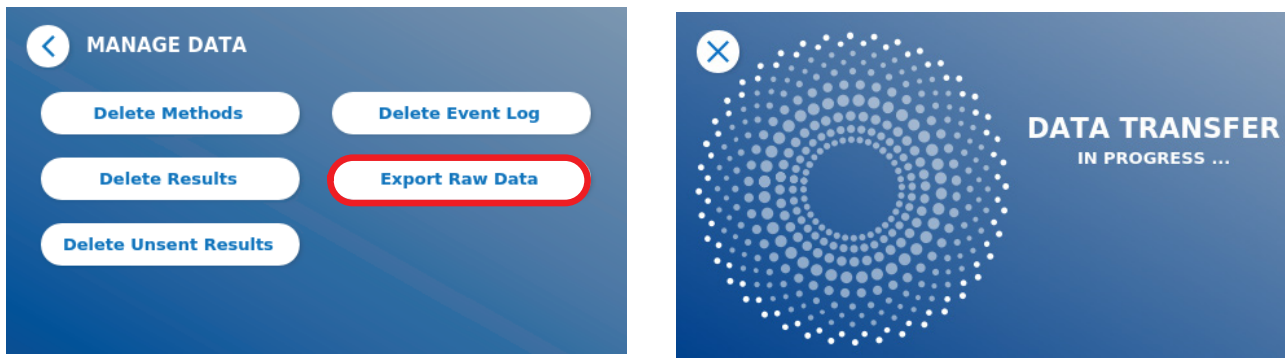 MANAGE DATA
Delete Methods
Delete Event Log
Delete Results
Export Raw Data
Delete Unsent Results
DATA TRANSFER
IN PROGRESS ...